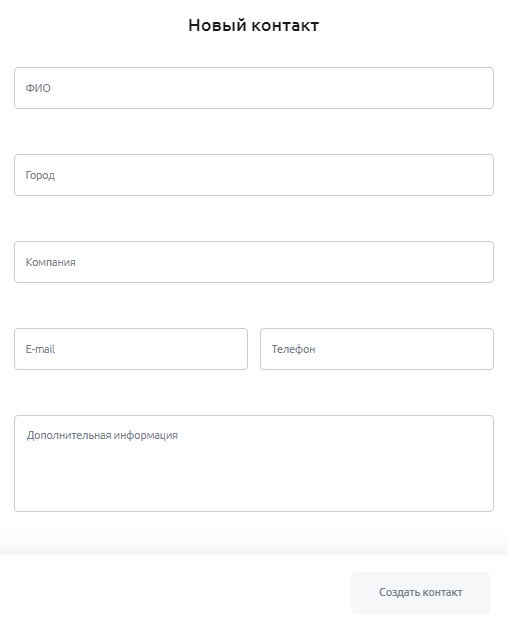 Новый контакт
ФИО
Город
Компания
E-mail
Телефон
Дополнительная информация
Создать контакт